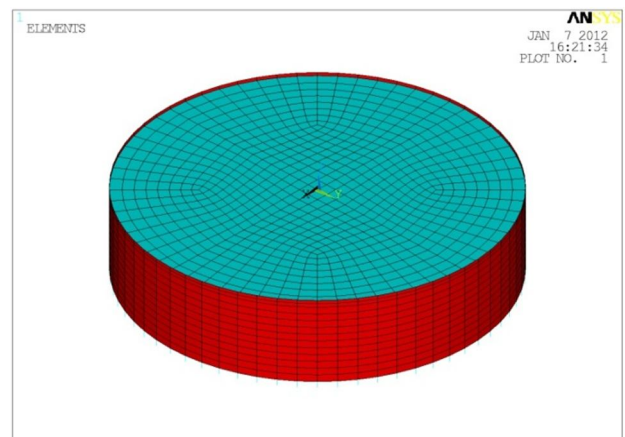 1
ELEMENTS
ANSYS
JAN 7 2012
16:21:34
PLOT NO. 1
Y